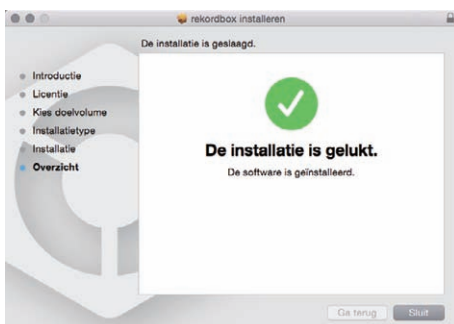 rekordbox installeren
De installatie is geslaagd.
Introductie
Licentie
Kies doelvolume
Installatietype
Installatie
Overzicht
De installatie is gelukt.
De software is geïnstalleerd.
Ga terug
Sluit